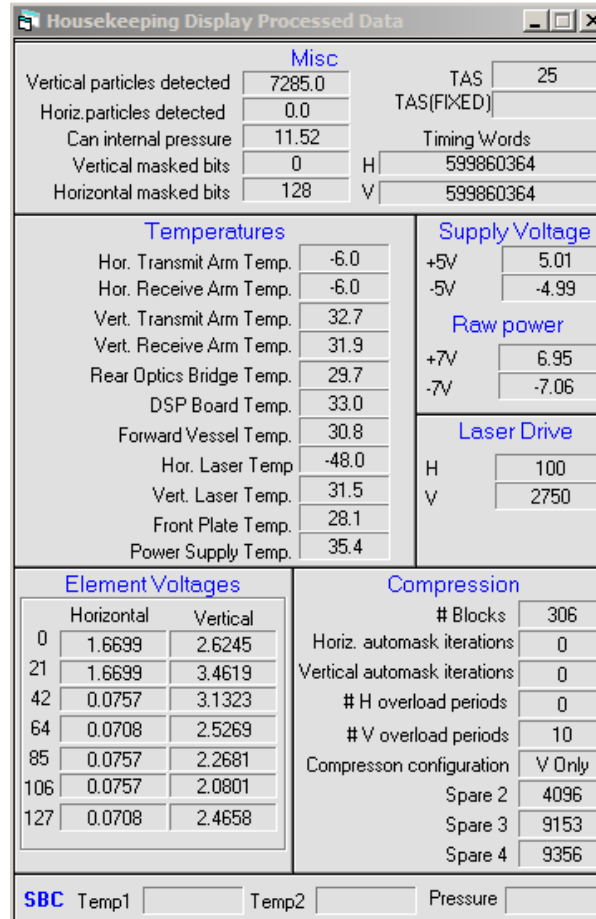 Housekeeping Display Processed Data
Misc
Vertical particles detected 7285.0
Horiz.particles detected 0.0
Can internal pressure 11.52
Vertical masked bits 0
Horizontal masked bits 128
TAS 25
TAS(FIXED)
Timing Words
H 599860364
V 599860364
Temperatures
Hor. Transmit Arm Temp. -6.0
Hor. Receive Arm Temp. -6.0
Vert. Transmit Arm Temp. 32.7
Vert. Receive Arm Temp. 31.9
Rear Optics Bridge Temp. 29.7
DSP Board Temp. 33.0
Forward Vessel Temp. 30.8
Hor. Laser Temp -48.0
Vert. Laser Temp. 31.5
Front Plate Temp. 28.1
Power Supply Temp. 35.4
Supply Voltage
+5V 5.01
-5V -4.99
Raw power
+7V 6.95
-7V -7.06
Laser Drive
H 100
V 2750
Element Voltages
Horizontal Vertical
0 1.6699 2.6245
21 1.6699 3.4619
42 0.0757 3.1323
64 0.0708 2.5269
85 0.0757 2.2681
106 0.0757 2.0801
127 0.0708 2.4658
Compression
# Blocks 306
Horiz. automask iterations 0
Vertical automask iterations 0
# H overload periods 0
# V overload periods 10
Compresson configuration V Only
Spare 2 4096
Spare 3 9153
Spare 4 9356
SBC Temp1 Temp2 Pressure